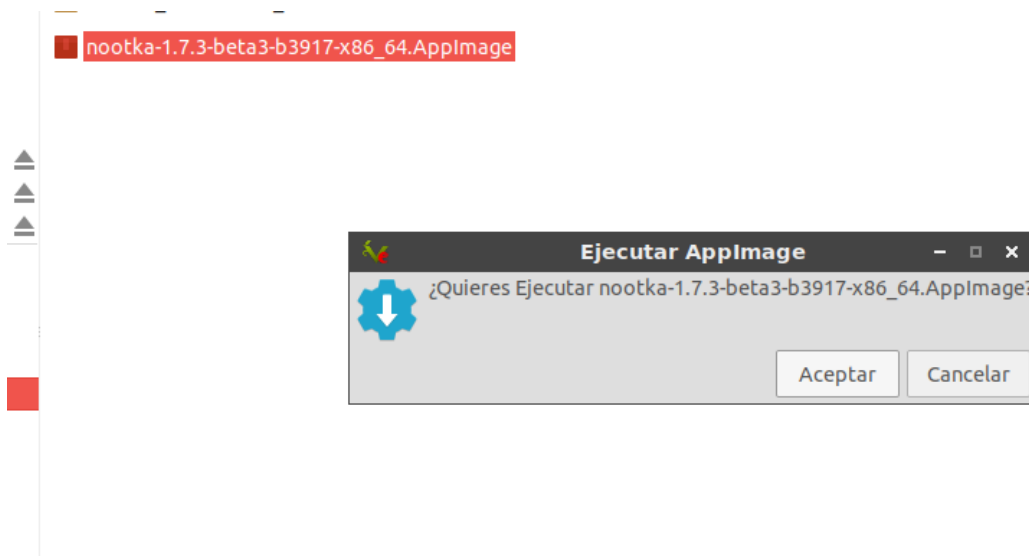 nootka-1.7.3-beta3-b3917-x86_64.AppImage
Ejecutar AppImage
¿Quieres Ejecutar nootka-1.7.3-beta3-b3917-x86_64.AppImage?
Aceptar Cancelar